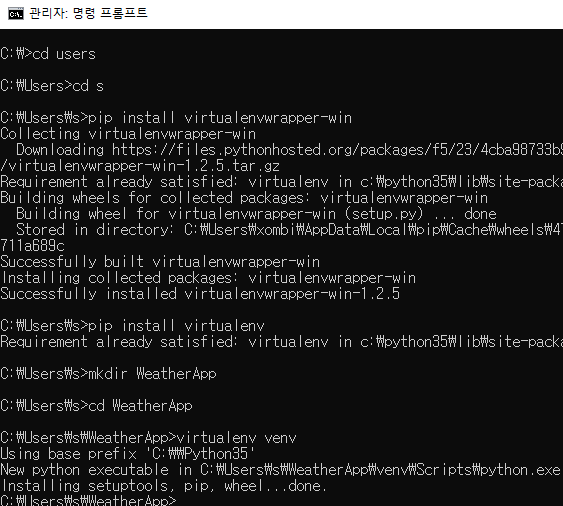 관리자: 명령 프롬프트
C:\>cd users
C:\Users>cd s
C:\Users\s>pip install virtualenvwrapper-win
Collecting virtualenvwrapper-win
Downloading https://files.pythonhosted.org/packages/f5/23/4cba98733b9
/virtualenvwrapper-win-1.2.5.tar.gz
Requirement already satisfied: virtualenv in c:\python35\lib\site-packa
Building wheels for collected packages: virtualenvwrapper-win
Building wheel for virtualenvwrapper-win (setup.py) ... done
Stored in directory: C:\Users\xombi\AppData\Local\pip\Cache\wheels\4
711a689c
Successfully built virtualenvwrapper-win
Installing collected packages: virtualenvwrapper-win
Successfully installed virtualenvwrapper-win-1.2.5
C:\Users\s>pip install virtualenv
Requirement already satisfied: virtualenv in c:\python35\lib\site-packa
C:\Users\s>mkdir WeatherApp
C:\Users\s>cd WeatherApp
C:\Users\s\WeatherApp>virtualenv venv
Using base prefix 'C:\\Python35'
New python executable in C:\Users\s\WeatherApp\venv\Scripts\python.exe
Installing setuptools, pip, wheel...done.
C:\Users\s\WeatherApp>